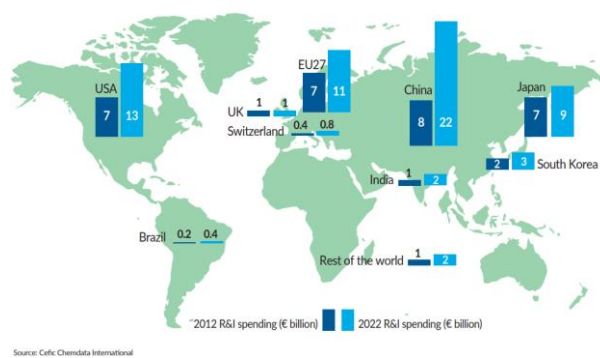 USA
7
13
EU27
7
11
UK
1
1
Switzerland
0.4
0.8
China
8
22
Japan
7
9
2
3
South Korea
India
1
2
Brazil
0.2
0.4
Rest of the world
1
2
2012 R&I spending (€ billion)
2022 R&I spending (€ billion)
Source: Cefic Chemdata International